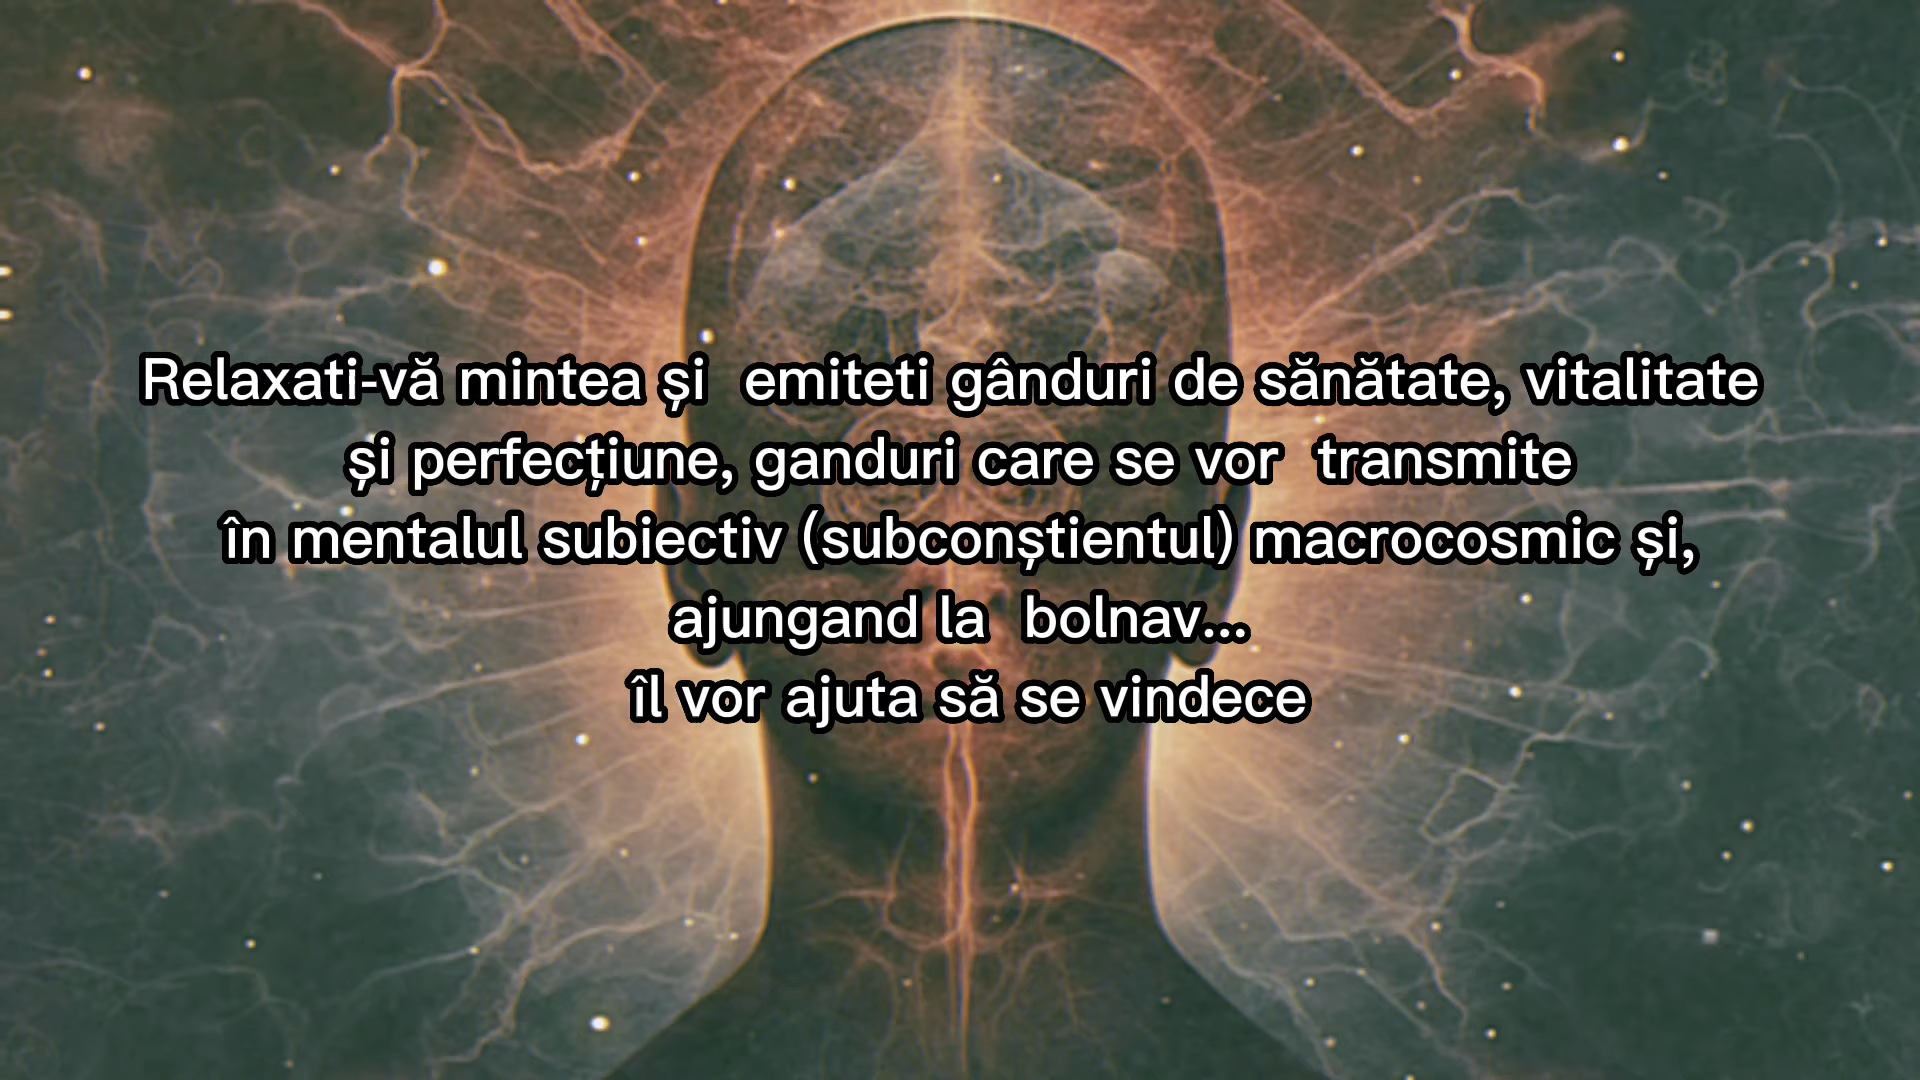 Relaxati-vă mintea și emiteti gânduri de sănătate, vitalitate
și perfecțiune, ganduri care se vor transmite
în mentalul subiectiv (subconștientul) macrocosmic și,
ajungand la bolnav...
îl vor ajuta să se vindece